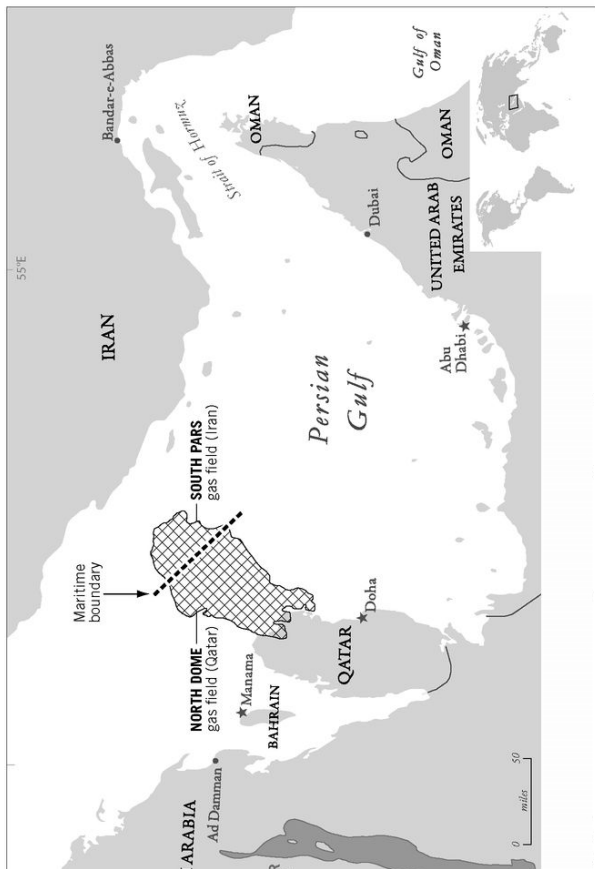 55°E
Bandar-e-Abbas
IRAN
Strait of Hormuz
OMAN
Gulf of
Oman
OMAN
Dubai
UNITED ARAB
EMIRATES
Abu
Dhabi
Persian
Gulf
Maritime
boundary
SOUTH PARS
gas field (Iran)
NORTH DOME
gas field (Qatar)
Manama
BAHRAIN
QATAR
Doha
Ad Damman
ARABIA
R
0
50
miles